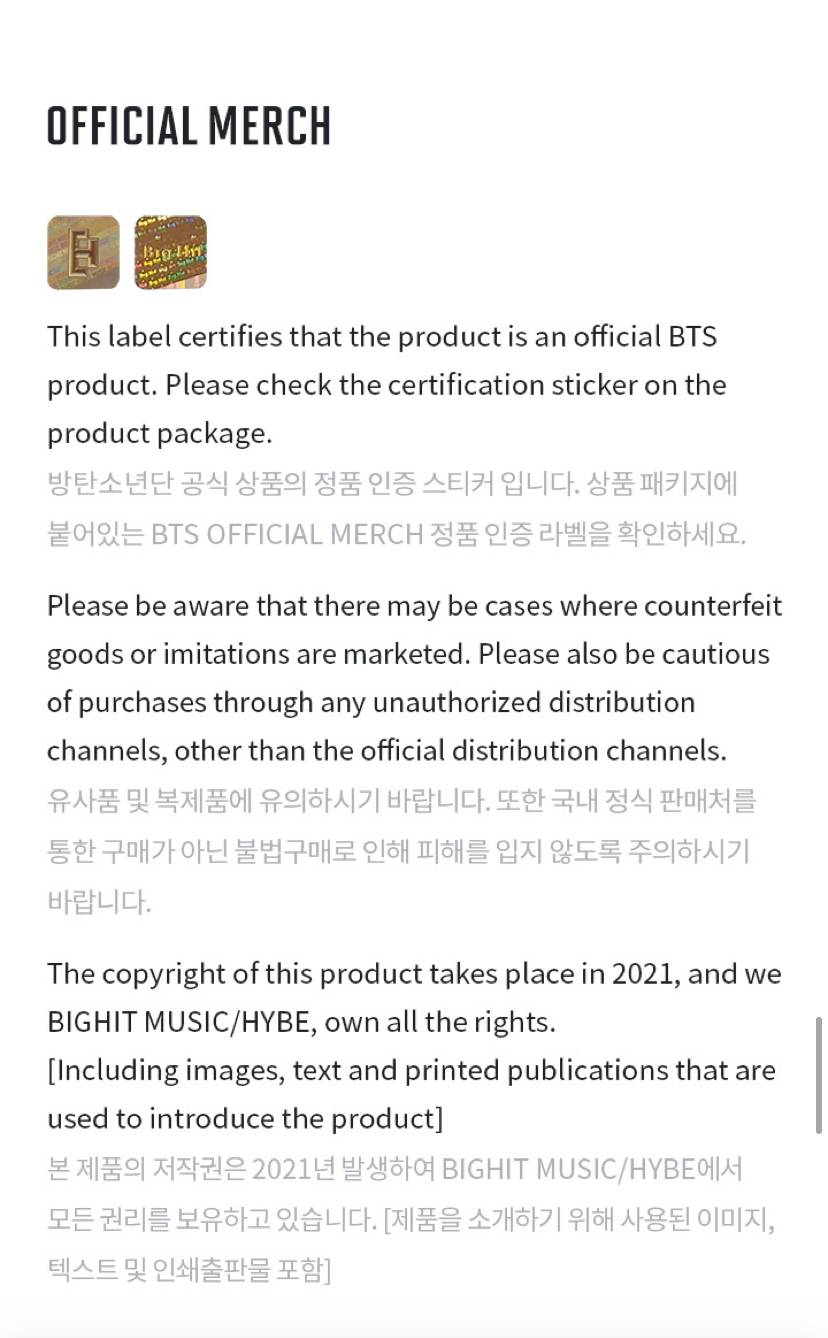 OFFICIAL MERCH
Big Hit
This label certifies that the product is an official BTS
product. Please check the certification sticker on the
product package.
방탄소년단 공식 상품의 정품 인증 스티커 입니다. 상품 패키지에
붙어있는 BTS OFFICIAL MERCH 정품 인증 라벨을 확인하세요.
Please be aware that there may be cases where counterfeit
goods or imitations are marketed. Please also be cautious
of purchases through any unauthorized distribution
channels, other than the official distribution channels.
유사품 및 복제품에 유의하시기 바랍니다. 또한 국내 정식 판매처를
통한 구매가 아닌 불법구매로 인해 피해를 입지 않도록 주의하시기
바랍니다.
The copyright of this product takes place in 2021, and we
BIGHIT MUSIC/HYBE, own all the rights.
[Including images, text and printed publications that are
used to introduce the product]
본 제품의 저작권은 2021년 발생하여 BIGHIT MUSIC/HYBE에서
모든 권리를 보유하고 있습니다. [제품을 소개하기 위해 사용된 이미지,
텍스트 및 인쇄출판물 포함]